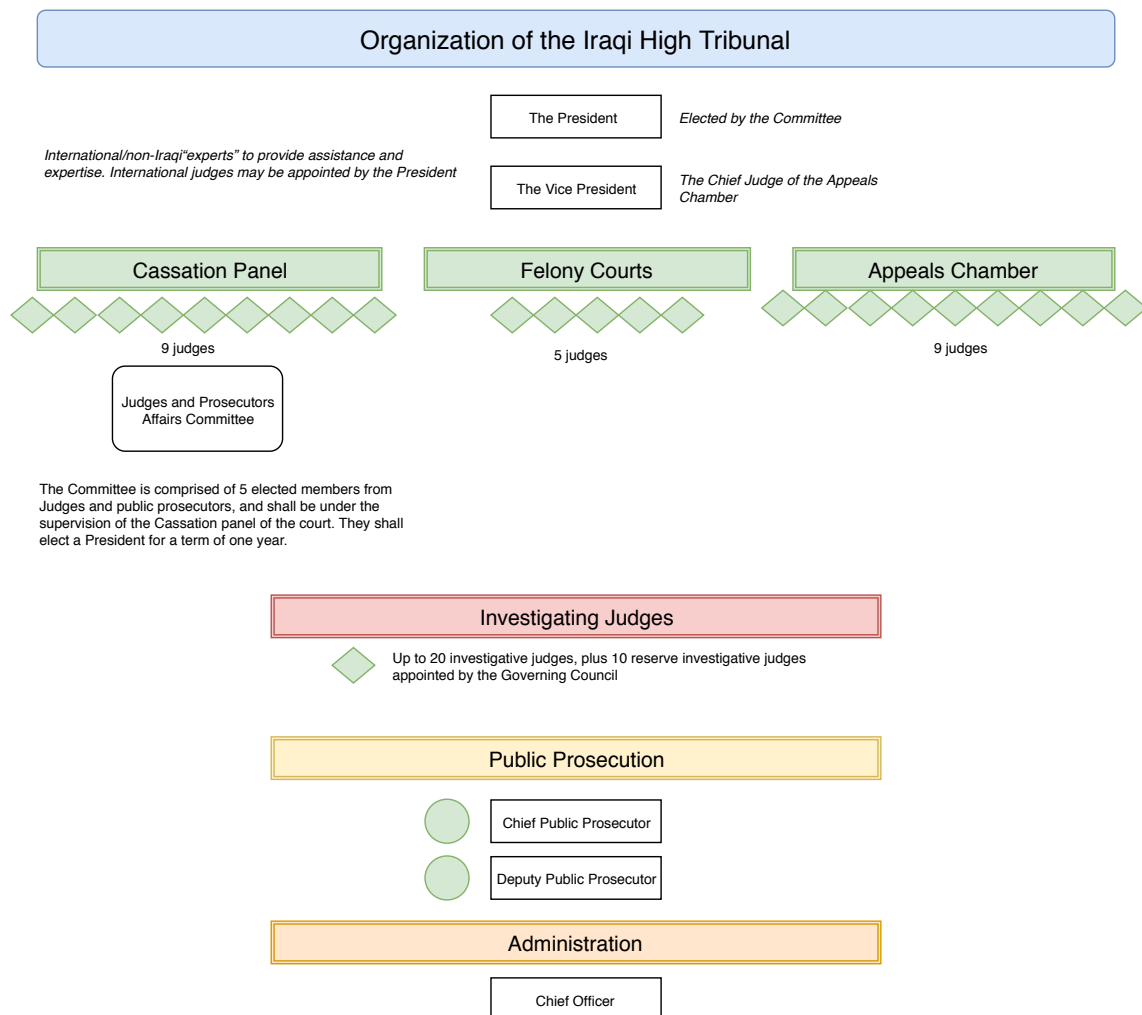 Organization of the Iraqi High Tribunal
The President
Elected by the Committee
International/non-Iraqi“experts” to provide assistance and
expertise. International judges may be appointed by the President
The Vice President
The Chief Judge of the Appeals
Chamber
Cassation Panel
Felony Courts
Appeals Chamber
9 judges
5 judges
9 judges
Judges and Prosecutors
Affairs Committee
The Committee is comprised of 5 elected members from
Judges and public prosecutors, and shall be under the
supervision of the Cassation panel of the court. They shall
elect a President for a term of one year.
Investigating Judges
Up to 20 investigative judges, plus 10 reserve investigative judges
appointed by the Governing Council
Public Prosecution
Chief Public Prosecutor
Deputy Public Prosecutor
Administration
Chief Officer